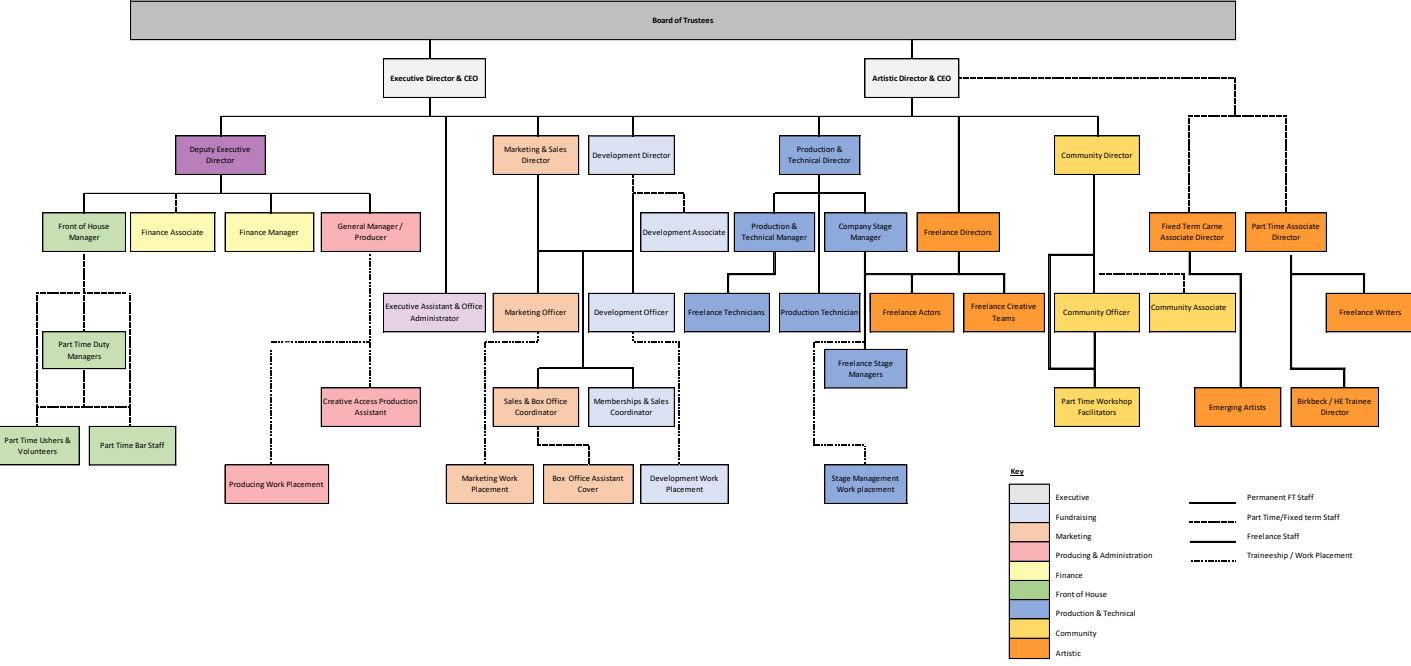 Board of Trustees
Executive Director & CEO
Artistic Director & CEO
Deputy Executive
Director
Marketing & Sales
Director
Development Director
Production &
Technical Director
Community Director
Front of House
Manager
Finance Associate
Finance Manager
General Manager /
Producer
Development Associate
Production &
Technical Manager
Company Stage
Manager
Freelance Directors
Fixed Term Carne
Associate Director
Part Time Associate
Director
Executive Assistant & Office
Administrator
Marketing Officer
Development Officer
Freelance Technicians
Production Technician
Freelance Actors
Freelance Creative
Teams
Community Officer
Community Associate
Freelance Writers
Part Time Duty
Managers
Freelance Stage
Managers
Creative Access Production
Assistant
Sales & Box Office
Coordinator
Memberships & Sales
Coordinator
Part Time Workshop
Facilitators
Emerging Artists
Birkbeck / HE Trainee
Director
Part Time Ushers &
Volunteers
Part Time Bar Staff
Producing Work Placement
Marketing Work
Placement
Box Office Assistant
Cover
Development Work
Placement
Stage Management
Work placement
Key
Executive
Fundraising
Marketing
Producing & Administration
Finance
Front of House
Production & Technical
Community
Artistic
Permanent FT Staff
Part Time/Fixed term Staff
Freelance Staff
Traineeship / Work Placement